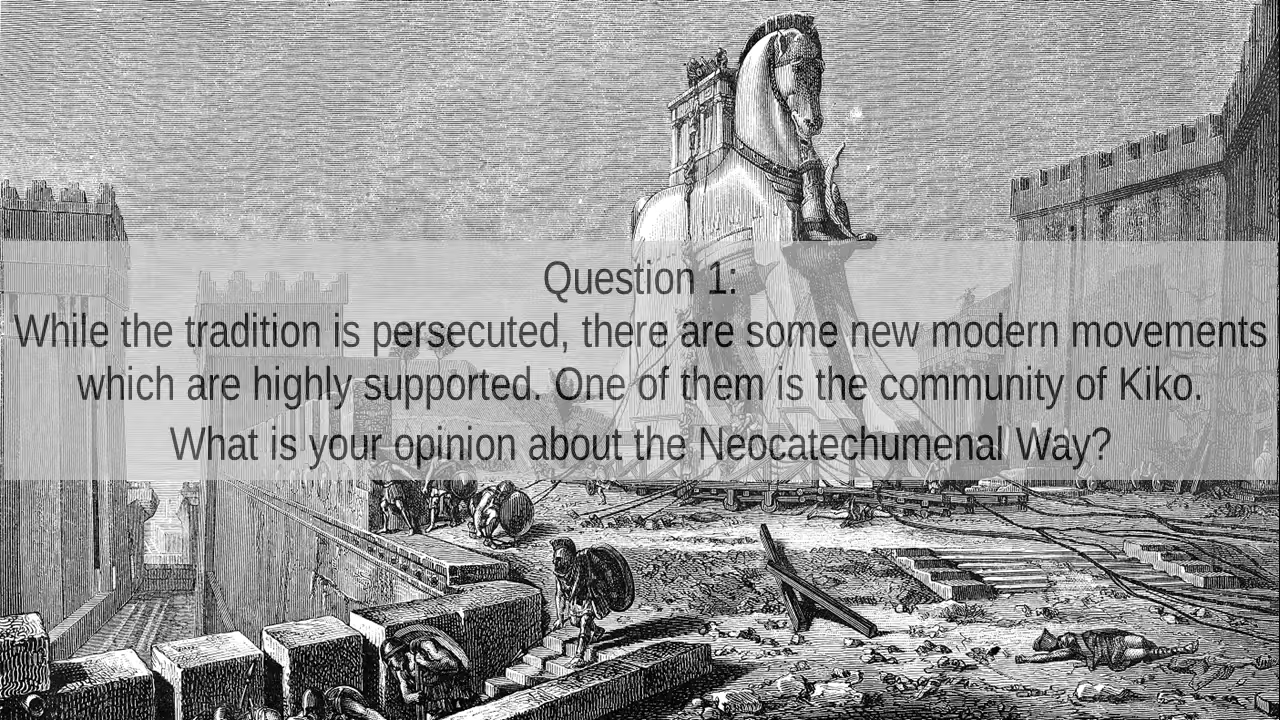 Question 1:
While the tradition is persecuted, there are some new modern movements
which are highly supported. One of them is the community of Kiko.
What is your opinion about the Neocatechumenal Way?